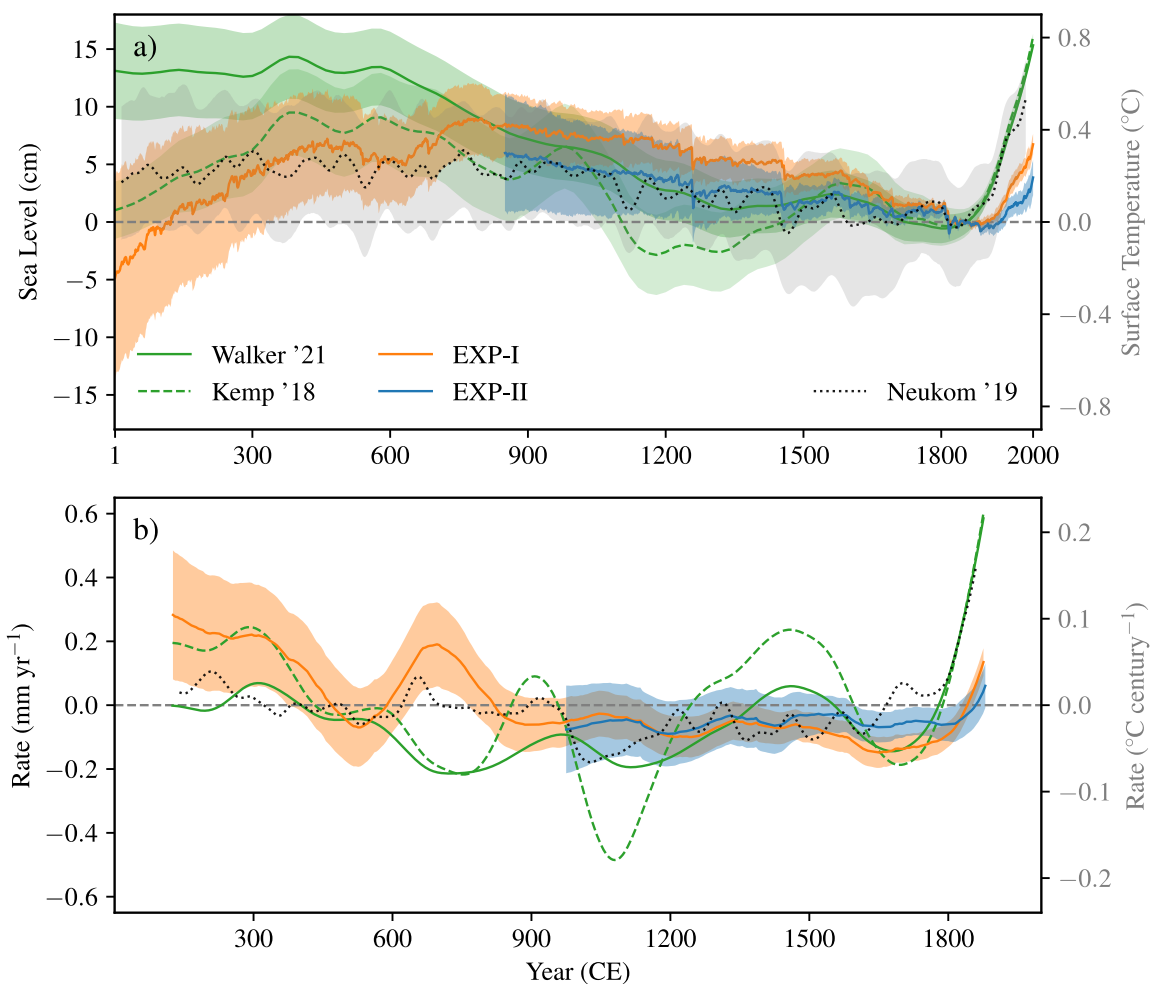 a)
15
10
5
0
−5
−10
−15
Sea Level (cm)
0.8
0.4
0.0
−0.4
−0.8
Surface Temperature (°C)
Walker ’21
EXP-I
Kemp ’18
EXP-II
Neukom ’19
1 300 600 900 1200 1500 1800 2000
b)
0.6
0.4
0.2
0.0
−0.2
−0.4
−0.6
Rate (mm yr⁻¹)
0.2
0.1
0.0
−0.1
−0.2
Rate (°C century⁻¹)
300 600 900 1200 1500 1800
Year (CE)